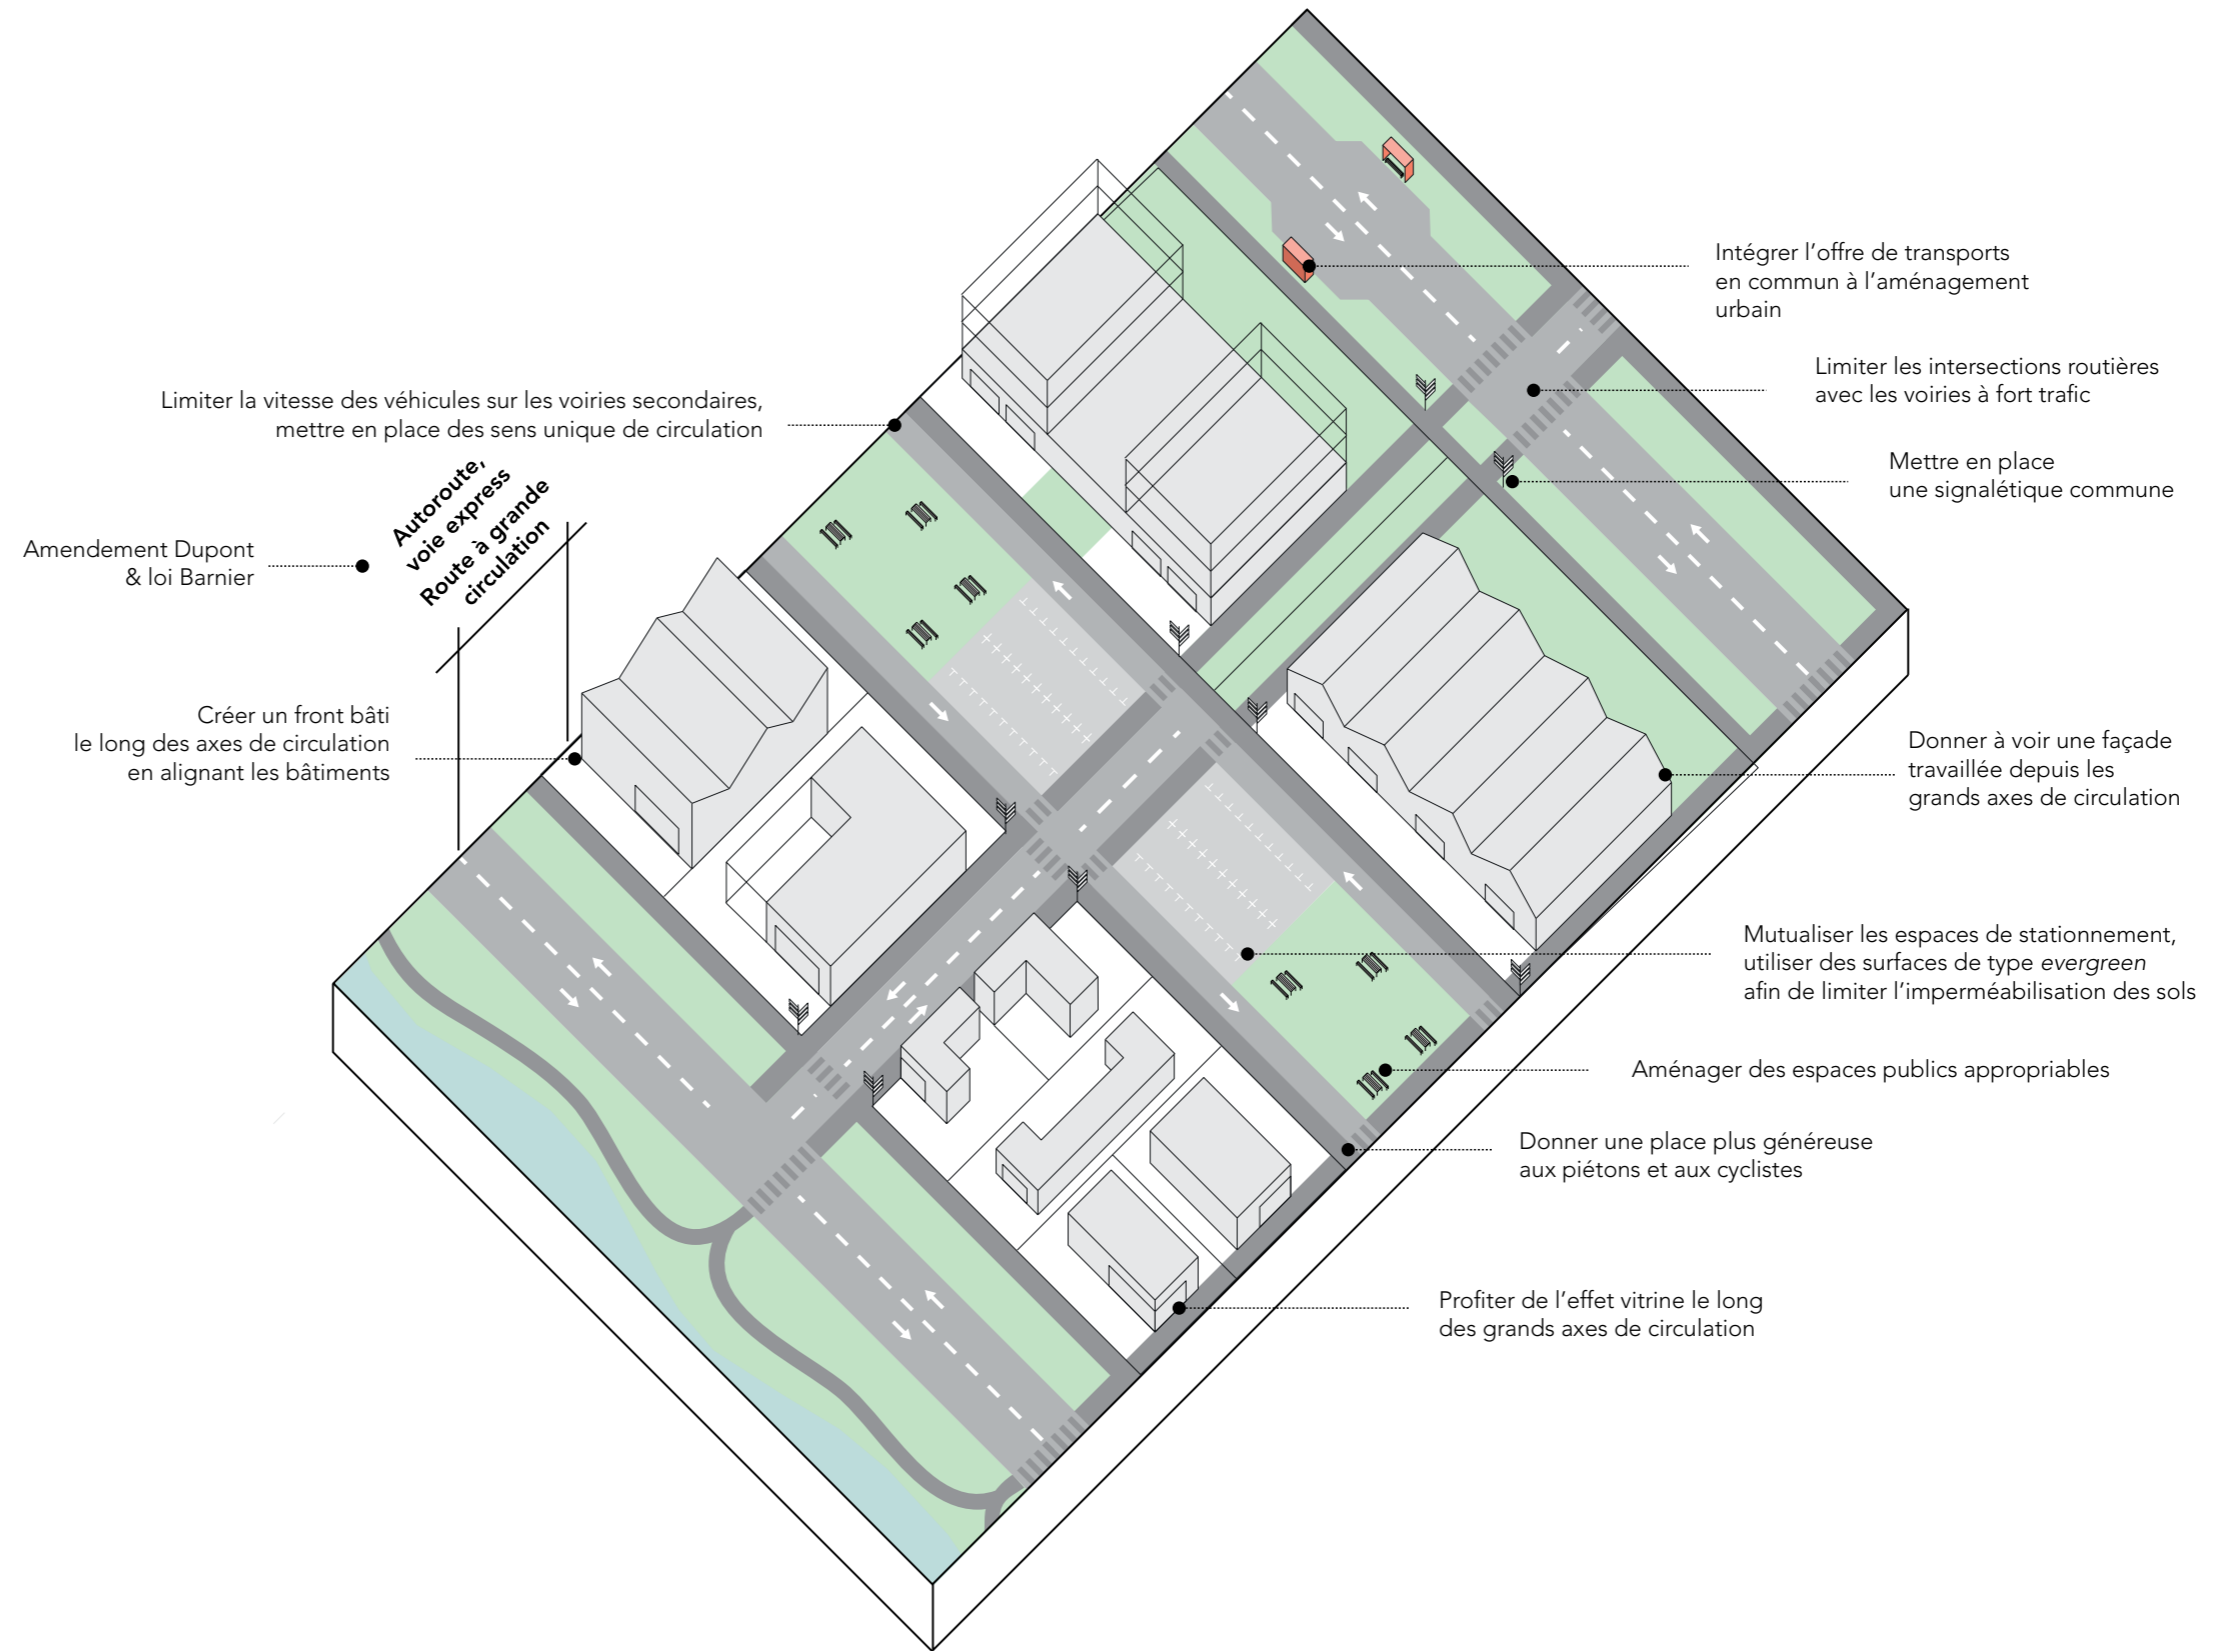 Intégrer l'offre de transports
en commun à l'aménagement
urbain
Limiter les intersections routières
avec les voiries à fort trafic
Limiter la vitesse des véhicules sur les voiries secondaires,
mettre en place des sens unique de circulation
Mettre en place
une signalétique commune
Autoroute,
voie express
Route à grande
circulation
Amendement Dupont
& loi Barnier
Créer un front bâti
le long des axes de circulation
en alignant les bâtiments
Donner à voir une façade
travaillée depuis les
grands axes de circulation
Mutualiser les espaces de stationnement,
utiliser des surfaces de type evergreen
afin de limiter l'imperméabilisation des sols
Aménager des espaces publics appropriables
Donner une place plus généreuse
aux piétons et aux cyclistes
Profiter de l'effet vitrine le long
des grands axes de circulation